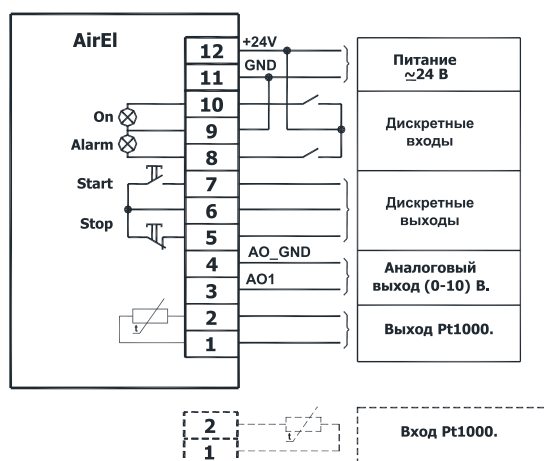 AirEl
12 +24V
Питание
~24 В
11 GND
10
On
9
Дискретные
входы
Alarm
8
Start
7
6
Дискретные
выходы
Stop
5
4 AO_GND
Аналоговый
выход (0-10) В.
3 AO1
t
2
Выход Pt1000.
1
2
t
Вход Pt1000.
1